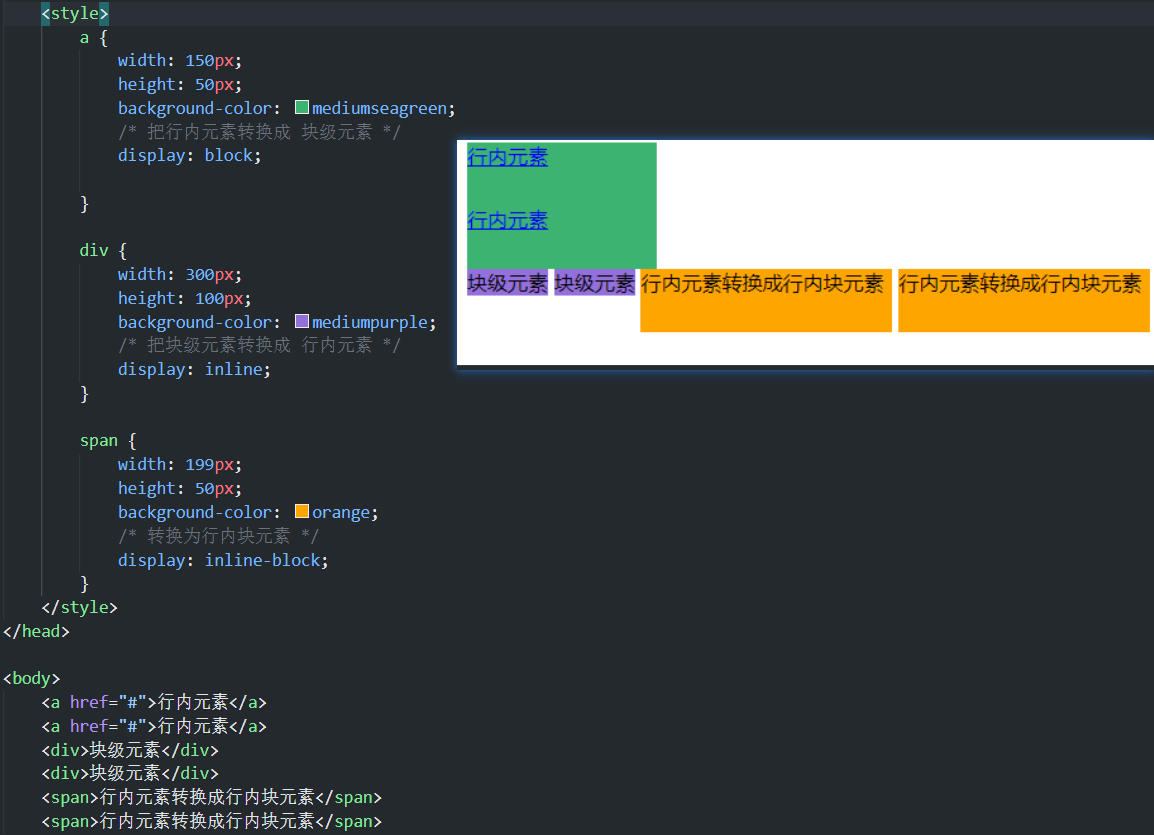 <style>
a {
width: 150px;
height: 50px;
background-color: mediumseagreen;
/* 把行内元素转换成 块级元素 */
display: block;
}
div {
width: 300px;
height: 100px;
background-color: mediumpurple;
/* 把块级元素转换成 行内元素 */
display: inline;
}
span {
width: 199px;
height: 50px;
background-color: orange;
/* 转换为行内块元素 */
display: inline-block;
}
</style>
</head>
<body>
<a href="#">行内元素</a>
<a href="#">行内元素</a>
<div>块级元素</div>
<div>块级元素</div>
<span>行内元素转换成行内块元素</span>
<span>行内元素转换成行内块元素</span>
行内元素
行内元素
块级元素 块级元素 行内元素转换成行内块元素 行内元素转换成行内块元素